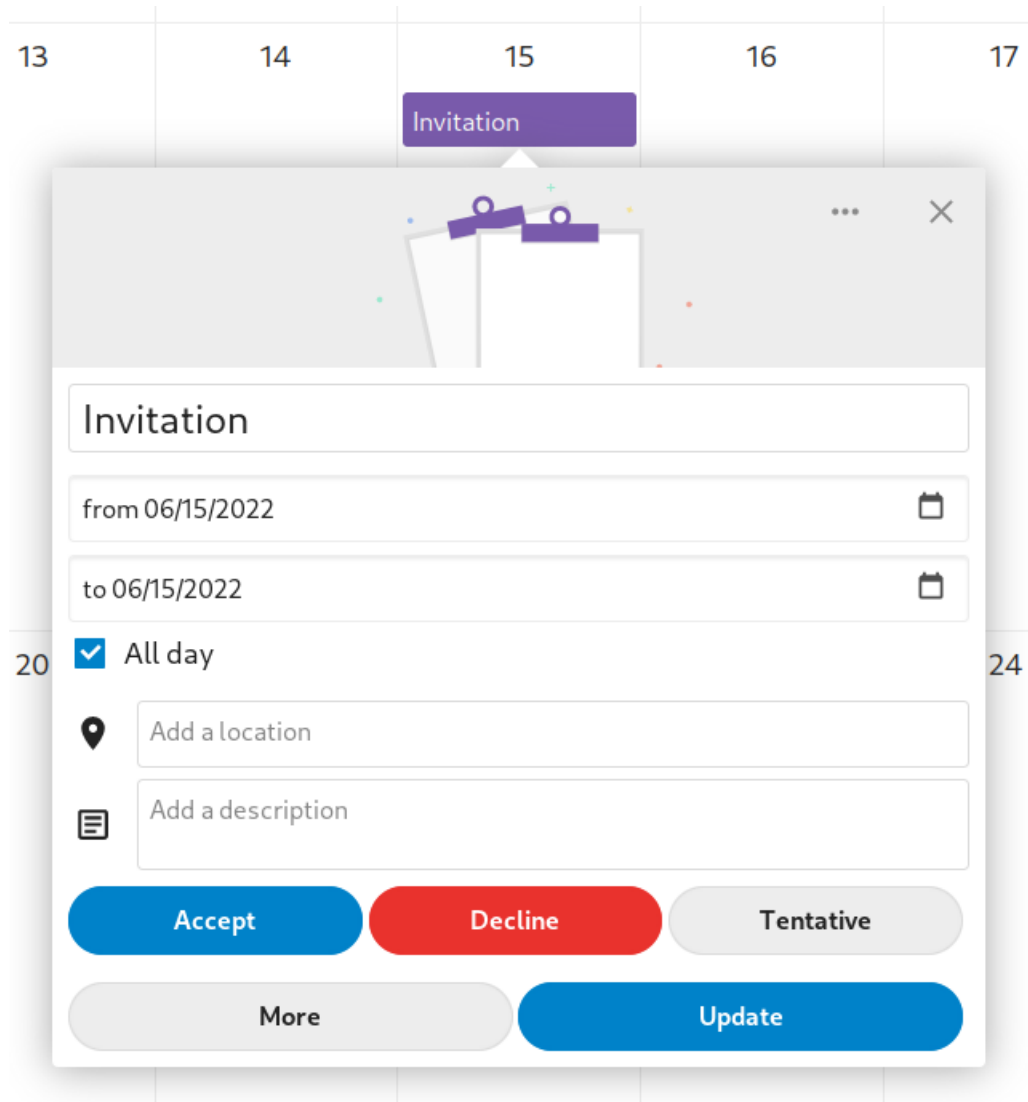 13 14 15 16 17
Invitation
Invitation
from 06/15/2022
to 06/15/2022
20 24
All day
Add a location
Add a description
Accept Decline Tentative
More Update